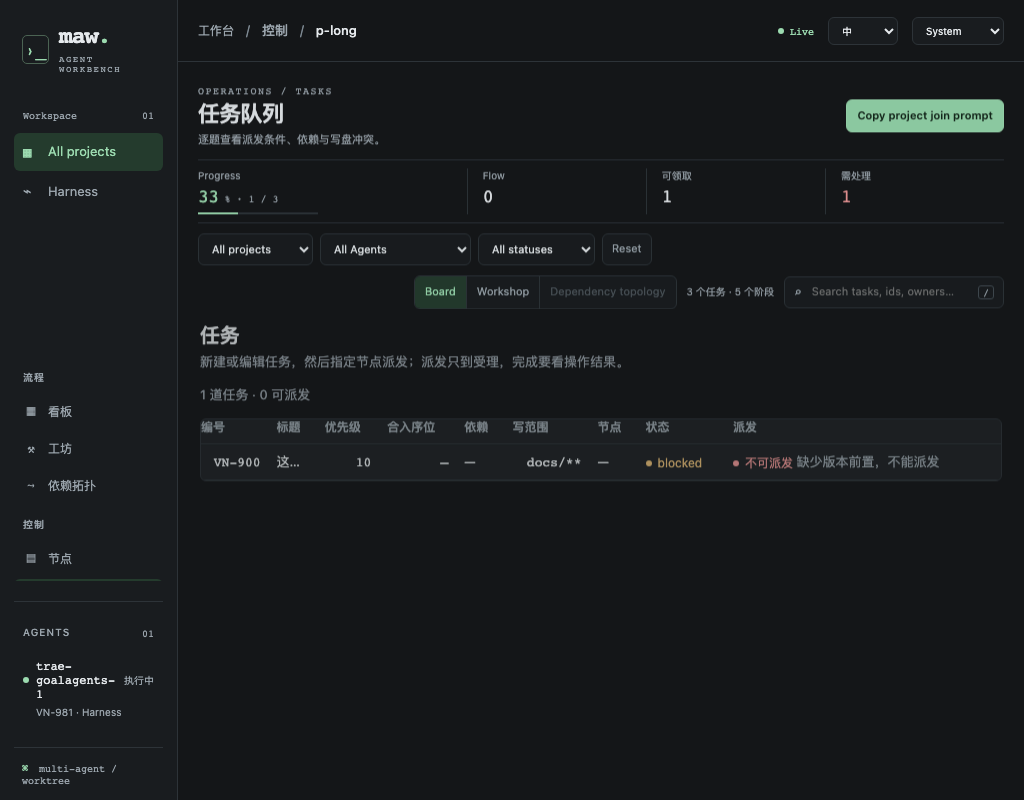 maw.
AGENT
WORKBENCH
Workspace 01
All projects
Harness
流程
看板
工坊
依赖拓扑
控制
节点
AGENTS 01
trae-
goalagents- 执行中
1
VN-981 · Harness
multi-agent /
worktree
工作台 / 控制 / p-long
Live 中 System
OPERATIONS / TASKS
任务队列
逐题查看派发条件、依赖与写盘冲突。
Copy project join prompt
Progress Flow 可领取 需处理
33 % · 1 / 3 0 1 1
All projects All Agents All statuses Reset
Board Workshop Dependency topology 3 个任务 · 5 个阶段 Search tasks, ids, owners... /
任务
新建或编辑任务，然后指定节点派发；派发只到受理，完成要看操作结果。
1 道任务 · 0 可派发
编号 标题 优先级 合入序位 依赖 写范围 节点 状态 派发
VN-900 这… 10 — — docs/** — blocked 不可派发 缺少版本前置，不能派发